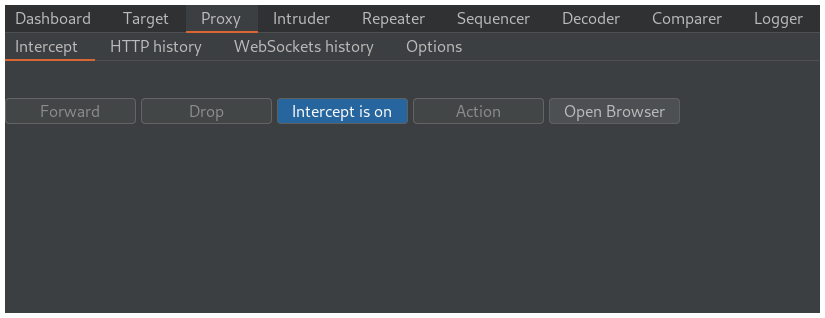 Dashboard Target Proxy Intruder Repeater Sequencer Decoder Comparer Logger
Intercept HTTP history WebSockets history Options
Forward Drop Intercept is on Action Open Browser